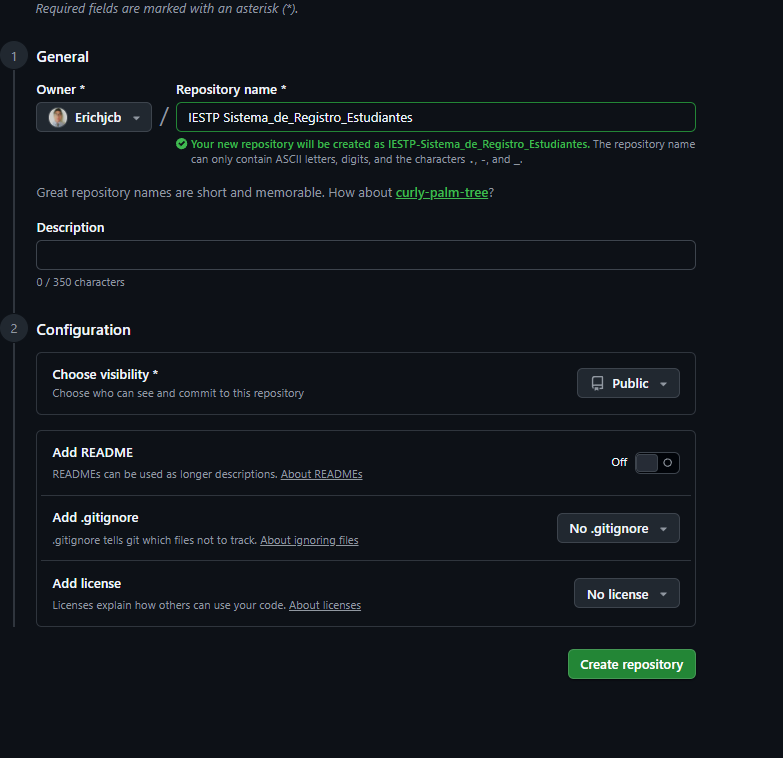 Required fields are marked with an asterisk (*).
1 General
Owner * Repository name *
Erichjcb / IESTP Sistema_de_Registro_Estudiantes
Your new repository will be created as IESTP-Sistema_de_Registro_Estudiantes. The repository name
can only contain ASCII letters, digits, and the characters ., -, and _.
Great repository names are short and memorable. How about curly-palm-tree?
Description
0 / 350 characters
2 Configuration
Choose visibility *
Choose who can see and commit to this repository
Public
Add README
READMEs can be used as longer descriptions. About READMEs
Off
Add .gitignore
.gitignore tells git which files not to track. About ignoring files
No .gitignore
Add license
Licenses explain how others can use your code. About licenses
No license
Create repository